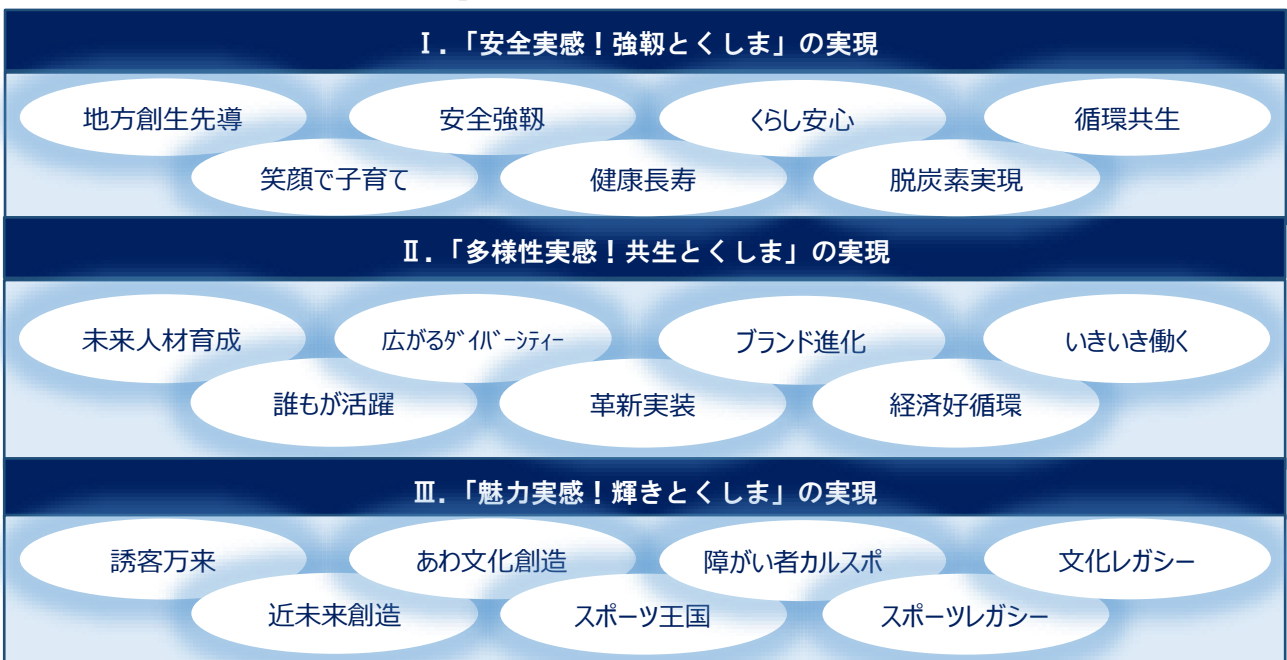 Ⅰ.「安全実感！強靱とくしま」の実現
地方創生先導 安全強靱 くらし安心 循環共生
笑顔で子育て 健康長寿 脱炭素実現
Ⅱ.「多様性実感！共生とくしま」の実現
未来人材育成 広がるﾀﾞｲﾊﾞｰｼﾃｨｰ ブランド進化 いきいき働く
誰もが活躍 革新実装 経済好循環
Ⅲ.「魅力実感！輝きとくしま」の実現
誘客万来 あわ文化創造 障がい者カルスポ 文化レガシー
近未来創造 スポーツ王国 スポーツレガシー